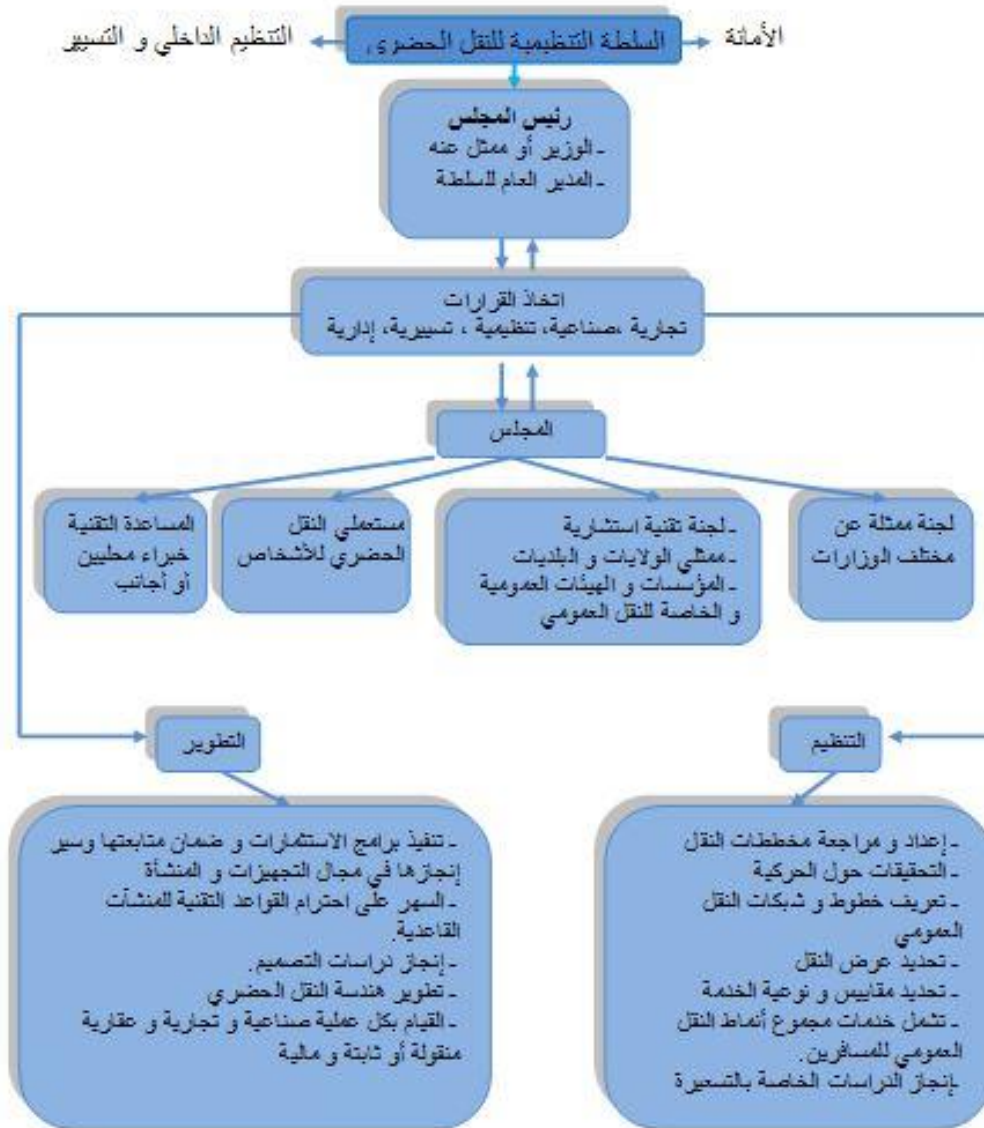 الأمانة
السلطة التنظيمية للنقل الحضري
التنظيم الداخلي و التسيير
رئيس المجلس
ـ الوزير أو ممثل عنه
ـ المدير العام للسلطة
اتخاذ القرارات
تجارية ،صناعية، تنظيمية ، تسييرية، إدارية
المجلس
لجنة ممثلة عن
مختلف الوزارات
ـ لجنة تقنية استشارية
ـ ممثلي الولايات و البلديات
ـ المؤسسات و الهيئات العمومية
و الخاصة للنقل العمومي
مستعملي النقل
الحضري للأشخاص
المساعدة التقنية
خبراء محليين
أو أجانب
التنظيم
ـ إعداد و مراجعة مخططات النقل
ـ التحقيقات حول الحركية
ـ تعريف خطوط و شبكات النقل
العمومي
ـ تحديد عرض النقل
ـ تحديد مقاييس و نوعية الخدمة
ـ تشمل خدمات مجموع أنماط النقل
العمومي للمسافرين.
ـإنجاز الدراسات الخاصة بالتسعيرة
التطوير
ـ تنفيذ برامج الاستثمارات و ضمان متابعتها وسير
إنجازها في مجال التجهيزات و المنشأة
ـ السهر على احترام القواعد التقنية للمنشآت
القاعدية.
ـ إنجاز دراسات التصميم.
ـ تطوير هندسة النقل الحضري
ـ القيام بكل عملية صناعية و تجارية و عقارية
منقولة أو ثابتة و مالية